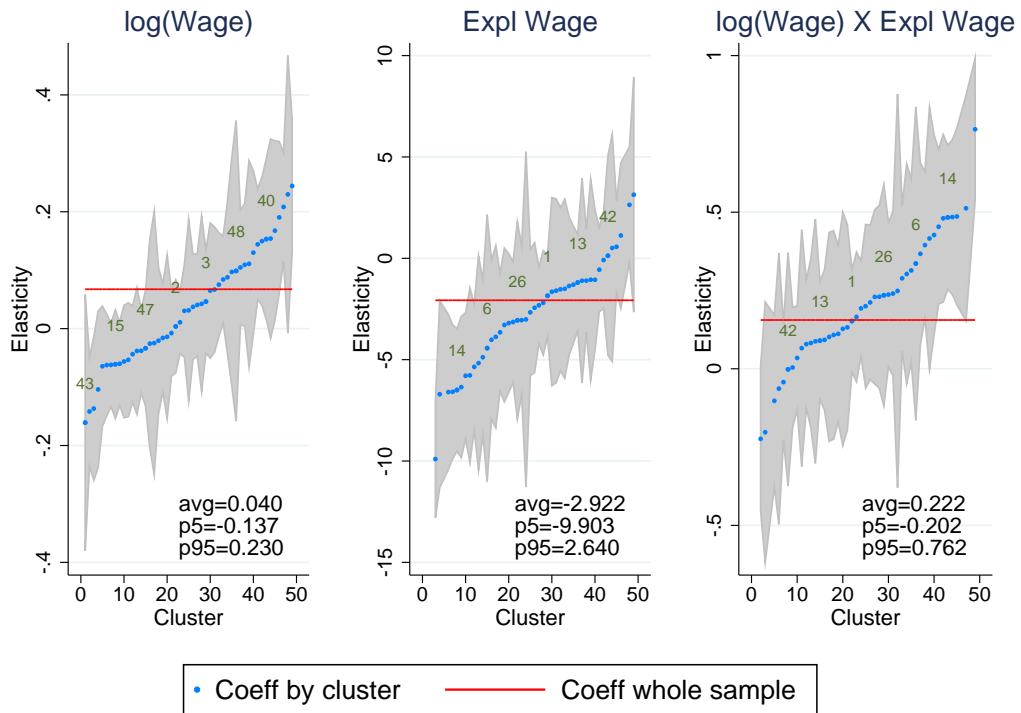 log(Wage)
Elasticity
.4
.2
0
-.2
-.4
43
15
47
2
3
48
40
avg=0.040
p5=-0.137
p95=0.230
0 10 20 30 40 50
Cluster
Expl Wage
Elasticity
10
5
0
-5
-10
-15
14
6
26
1
13
42
avg=-2.922
p5=-9.903
p95=2.640
0 10 20 30 40 50
Cluster
log(Wage) X Expl Wage
Elasticity
1
.5
0
-.5
42
13
1
26
6
14
avg=0.222
p5=-0.202
p95=0.762
0 10 20 30 40 50
Cluster
Coeff by cluster
Coeff whole sample